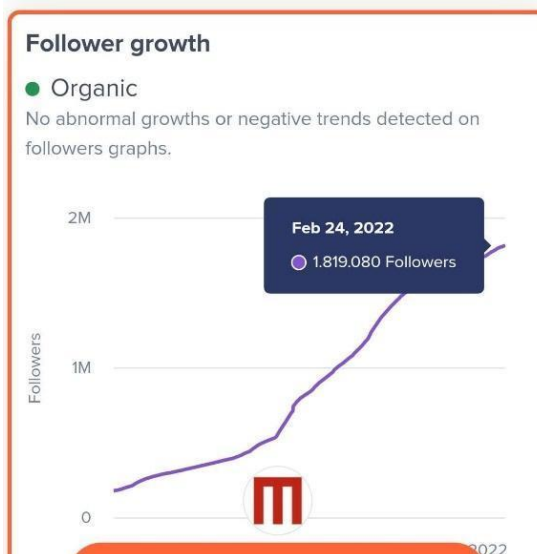 Follower growth
Organic
No abnormal growths or negative trends detected on
followers graphs.
2M
Feb 24, 2022
1.819.080 Followers
Followers
1M
0
2022